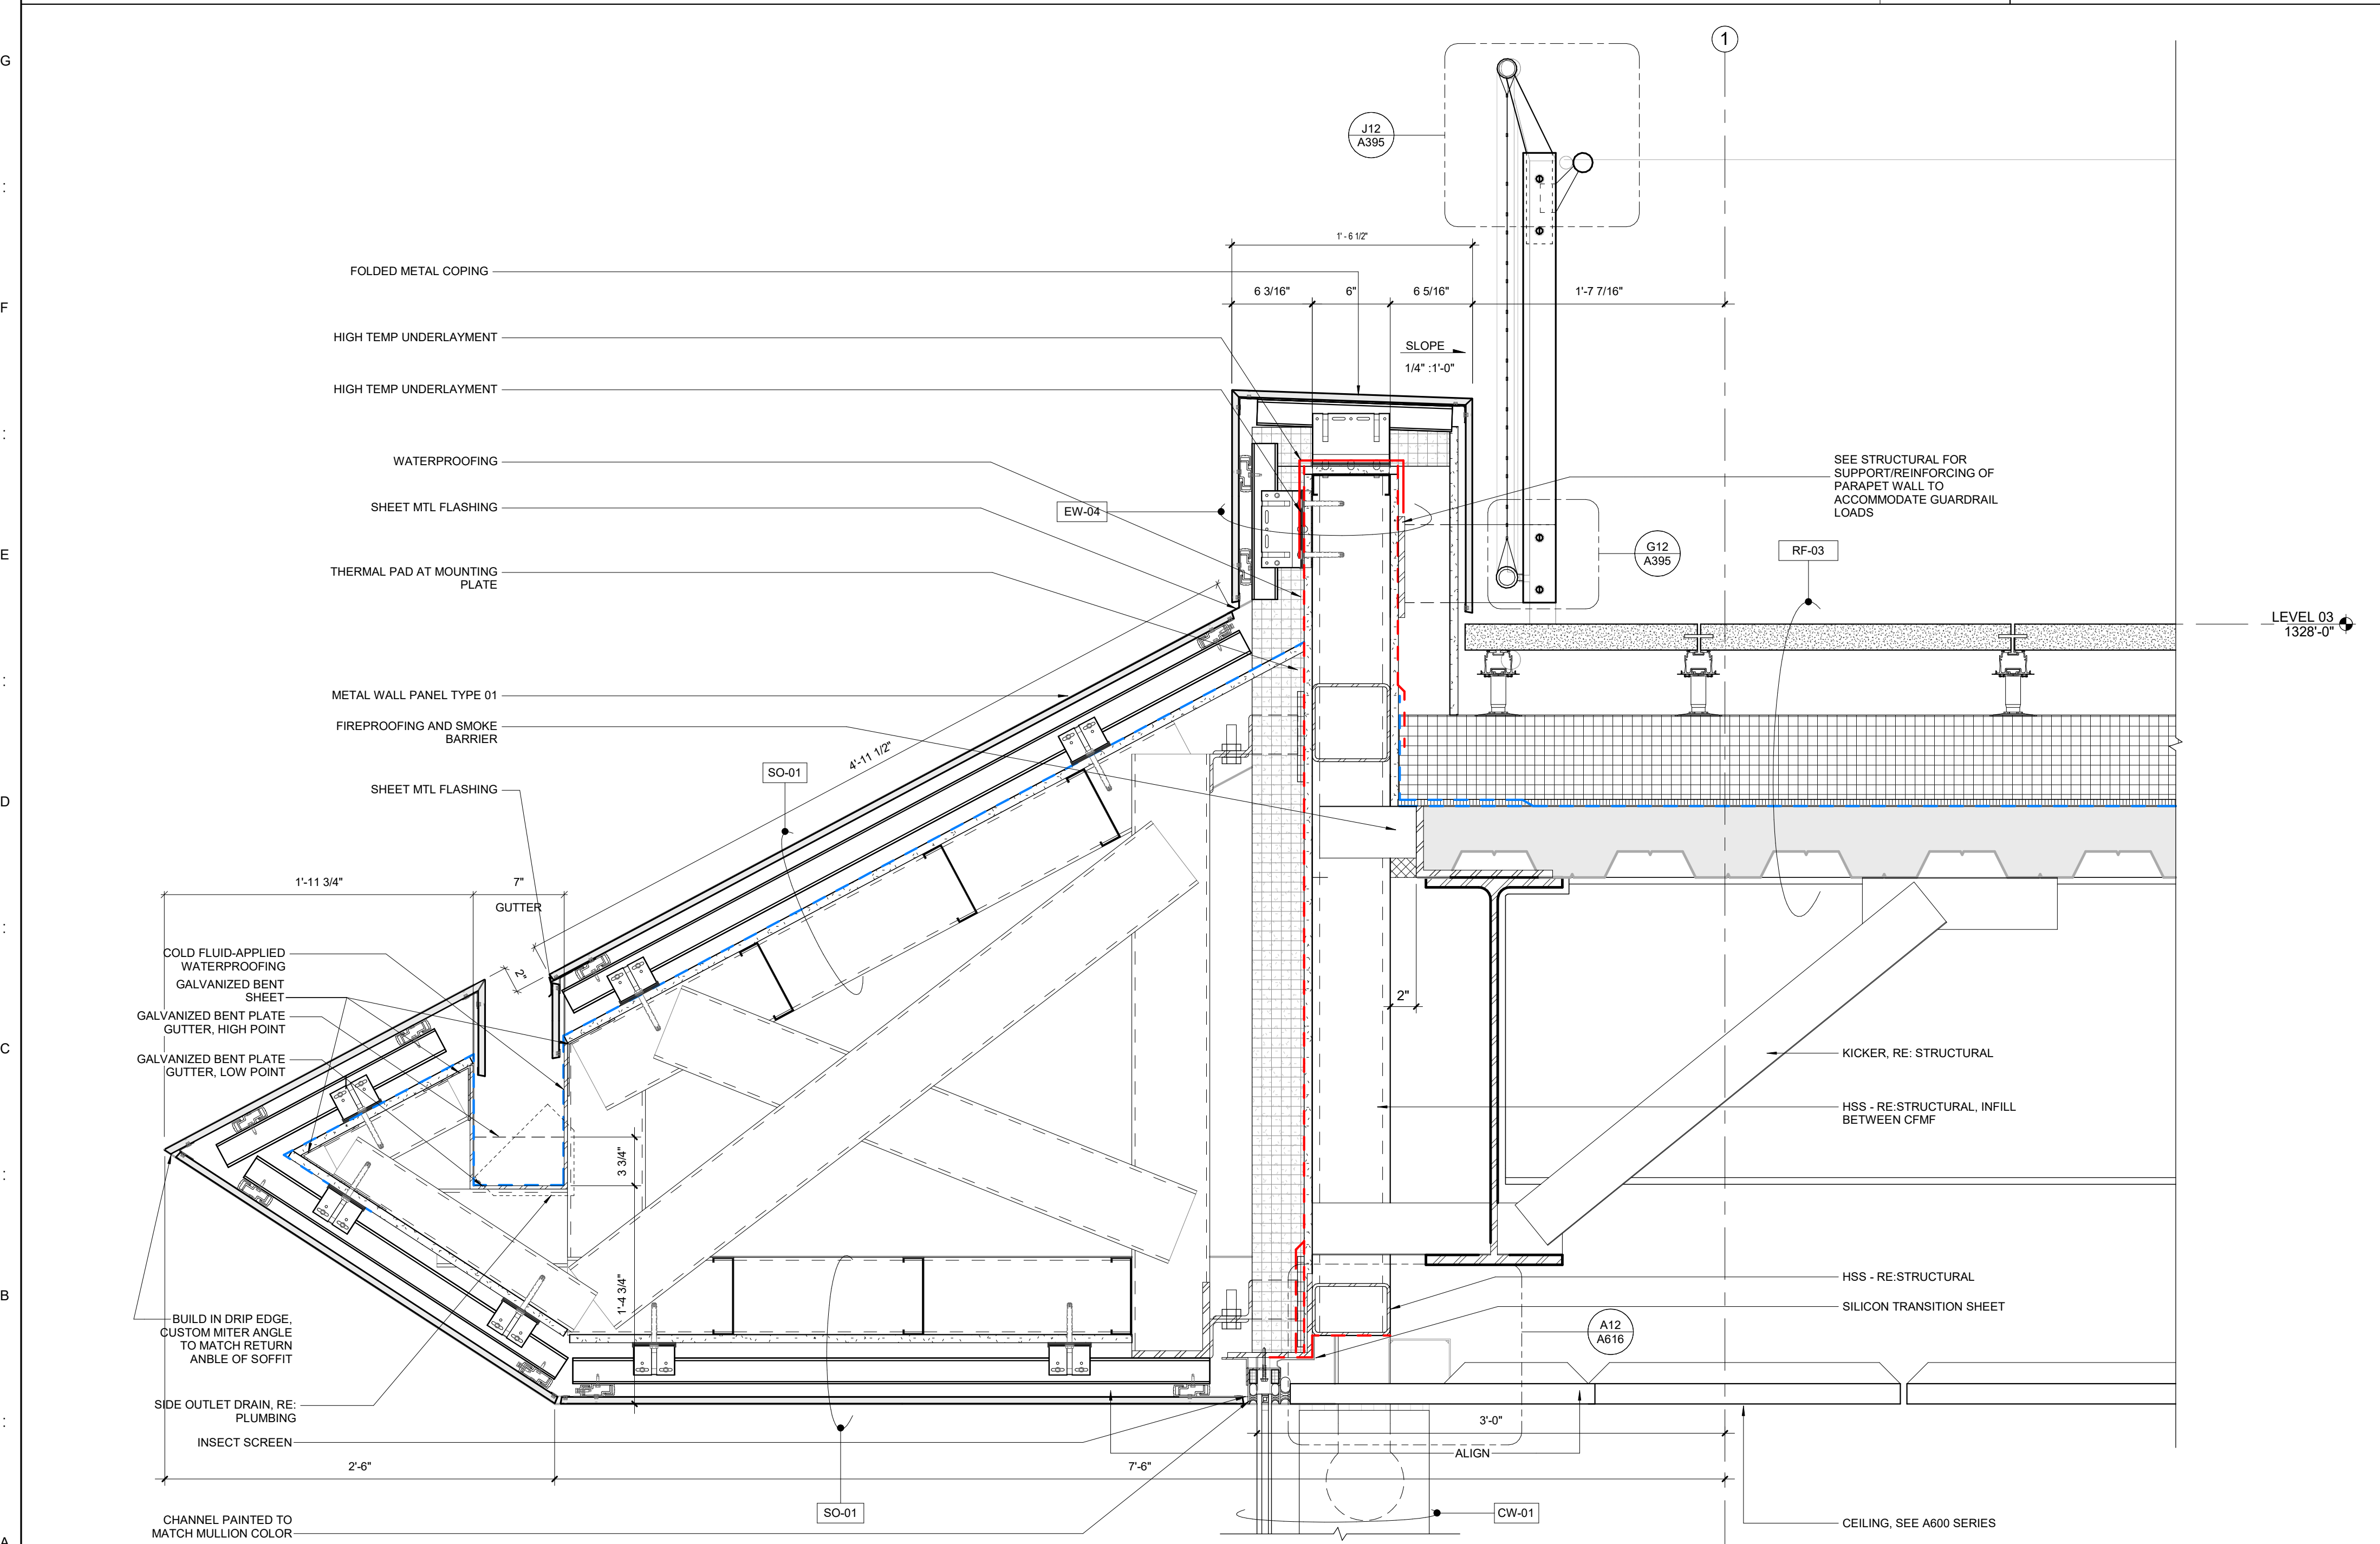 G
F
E
D
C
B
A
1
J12
A395
1' - 6 1/2"
6 3/16"
6"
6 5/16"
1'-7 7/16"
SLOPE
1/4" :1'-0"
FOLDED METAL COPING
HIGH TEMP UNDERLAYMENT
HIGH TEMP UNDERLAYMENT
WATERPROOFING
SHEET MTL FLASHING
EW-04
THERMAL PAD AT MOUNTING
PLATE
SEE STRUCTURAL FOR
SUPPORT/REINFORCING OF
PARAPET WALL TO
ACCOMMODATE GUARDRAIL
LOADS
G12
A395
RF-03
LEVEL 03
1328'-0"
METAL WALL PANEL TYPE 01
FIREPROOFING AND SMOKE
BARRIER
4'-11 1/2"
SO-01
SHEET MTL FLASHING
1'-11 3/4"
7"
GUTTER
COLD FLUID-APPLIED
WATERPROOFING
2"
GALVANIZED BENT
SHEET
2"
GALVANIZED BENT PLATE
GUTTER, HIGH POINT
GALVANIZED BENT PLATE
GUTTER, LOW POINT
KICKER, RE: STRUCTURAL
HSS - RE:STRUCTURAL, INFILL
BETWEEN CFMF
3 3/4"
1'-4 3/4"
HSS - RE:STRUCTURAL
SILICON TRANSITION SHEET
A12
A616
BUILD IN DRIP EDGE,
CUSTOM MITER ANGLE
TO MATCH RETURN
ANBLE OF SOFFIT
SIDE OUTLET DRAIN, RE:
PLUMBING
INSECT SCREEN
3'-0"
ALIGN
2'-6"
7'-6"
SO-01
CW-01
CHANNEL PAINTED TO
MATCH MULLION COLOR
CEILING, SEE A600 SERIES